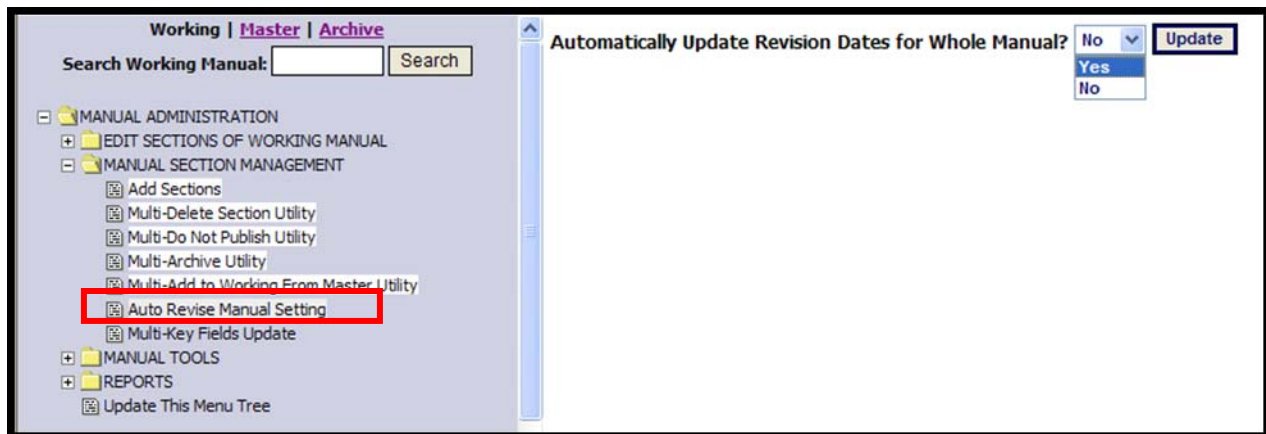 Working | Master | Archive
Search Working Manual: Search
MANUAL ADMINISTRATION
EDIT SECTIONS OF WORKING MANUAL
MANUAL SECTION MANAGEMENT
Add Sections
Multi-Delete Section Utility
Multi-Do Not Publish Utility
Multi-Archive Utility
Multi-Add to Working From Master Utility
Auto Revise Manual Setting
Multi-Key Fields Update
MANUAL TOOLS
REPORTS
Update This Menu Tree
Automatically Update Revision Dates for Whole Manual? No Update
Yes
No